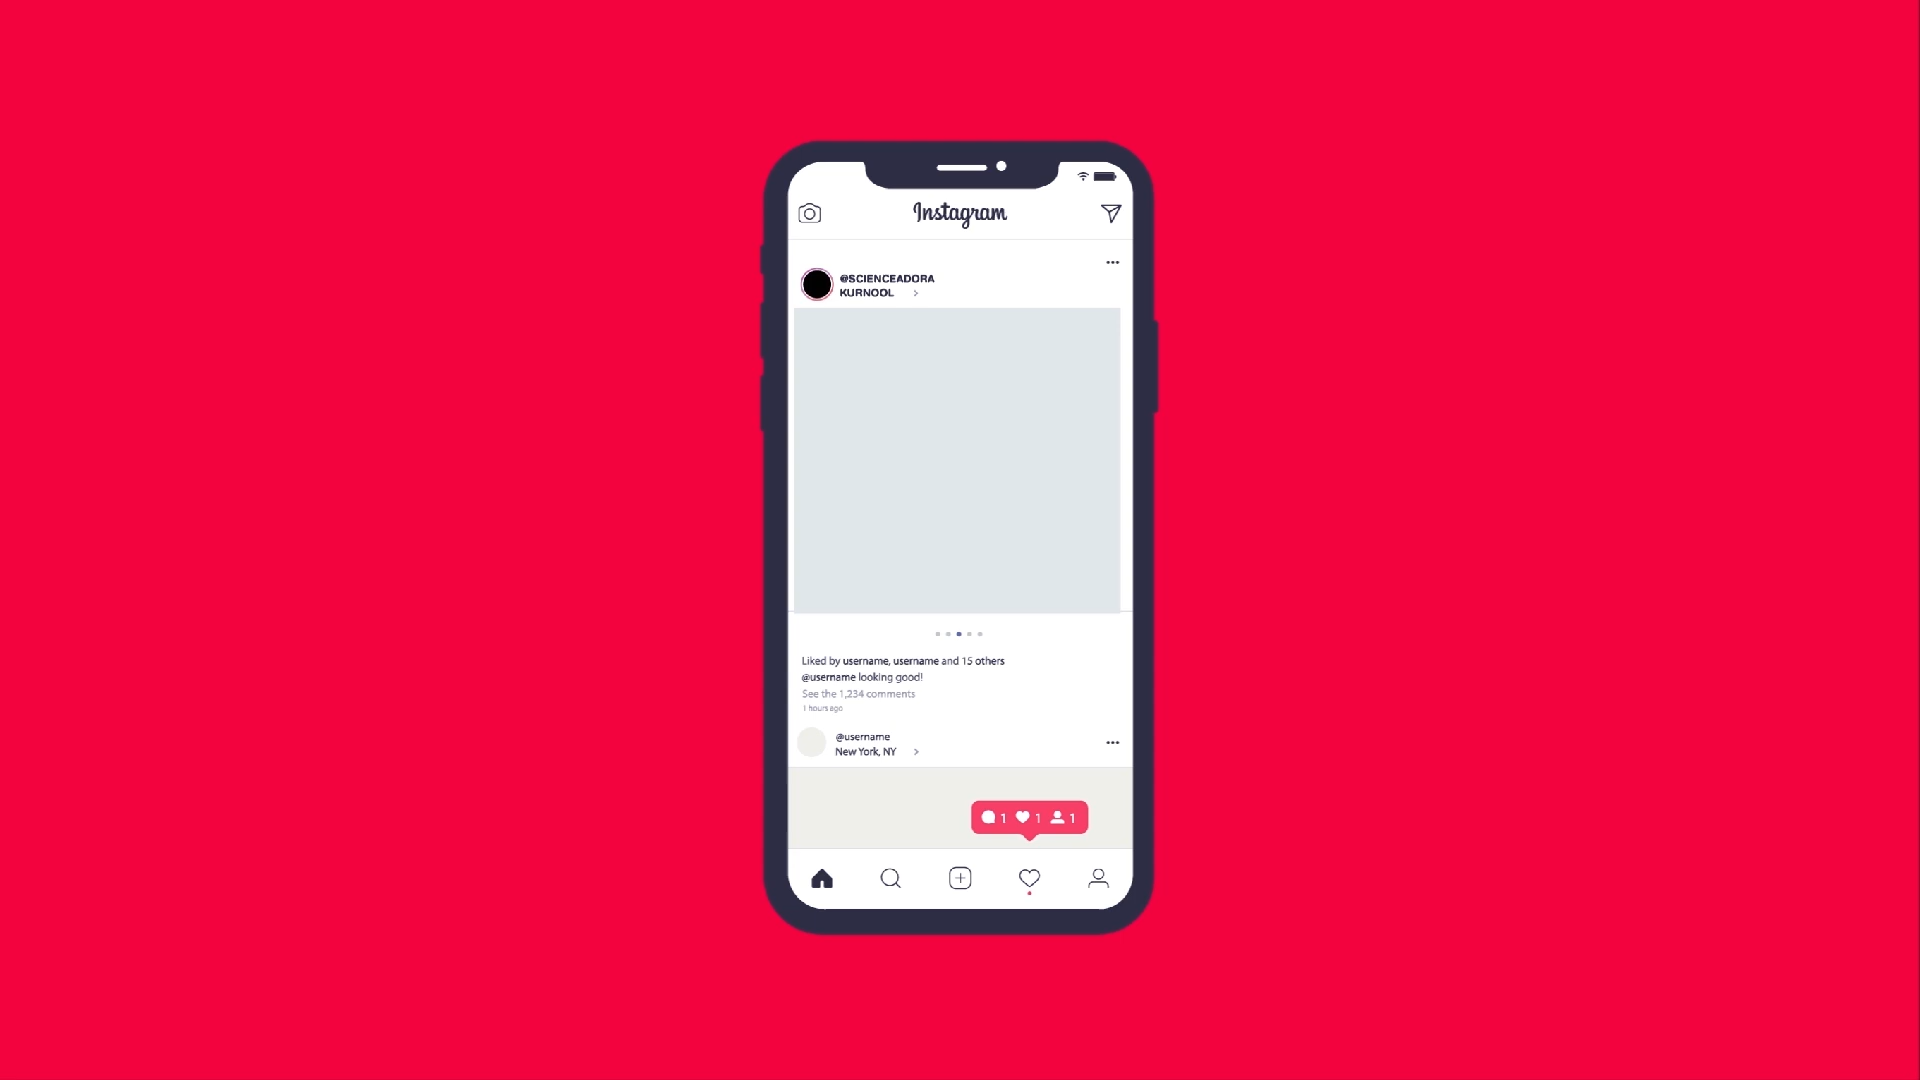 Instagram
@SCIENCEADORA
KURNOOL >
Liked by username, username and 15 others
@username looking good!
See the 1,234 comments
1 hours ago
@username
New York, NY >
1 1 1